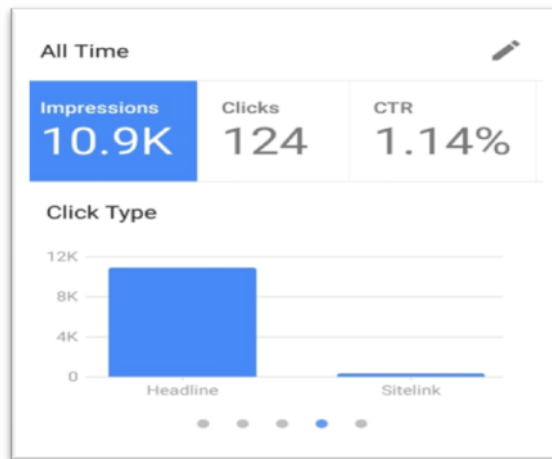 All Time
Impressions Clicks CTR
10.9K 124 1.14%
Click Type
12K
8K
4K
0
Headline Sitelink